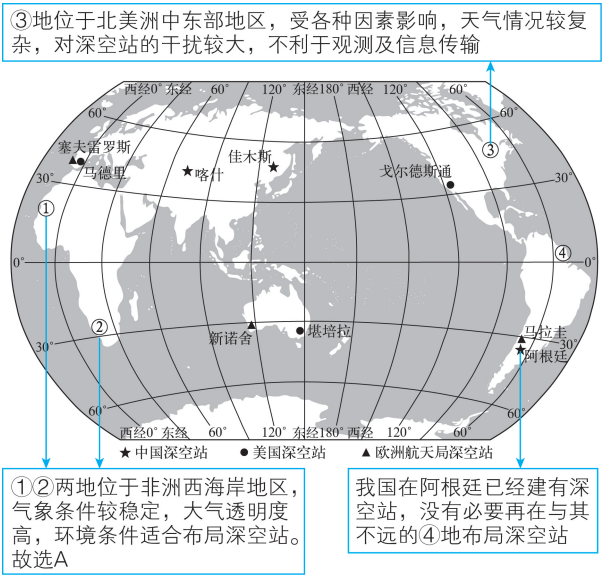 ③地位于北美洲中东部地区，受各种因素影响，天气情况较复
杂，对深空站的干扰较大，不利于观测及信息传输
西经0° 东经 60° 120° 东经180° 西经 120° 60°
60° 60°
塞夫雷罗斯
马德里
喀什
佳木斯
戈尔德斯通
③
30° 30°
①
④
0° 0°
②
新诺舍
堪培拉
马拉圭
阿根廷
30° 30°
60° 60°
西经0° 东经 60° 120° 东经180° 西经 120° 60°
★中国深空站 ●美国深空站 ▲欧洲航天局深空站
①②两地位于非洲西海岸地区，
气象条件较稳定，大气透明度
高，环境条件适合布局深空站。
故选A
我国在阿根廷已经建有深
空站，没有必要再在与其
不远的④地布局深空站